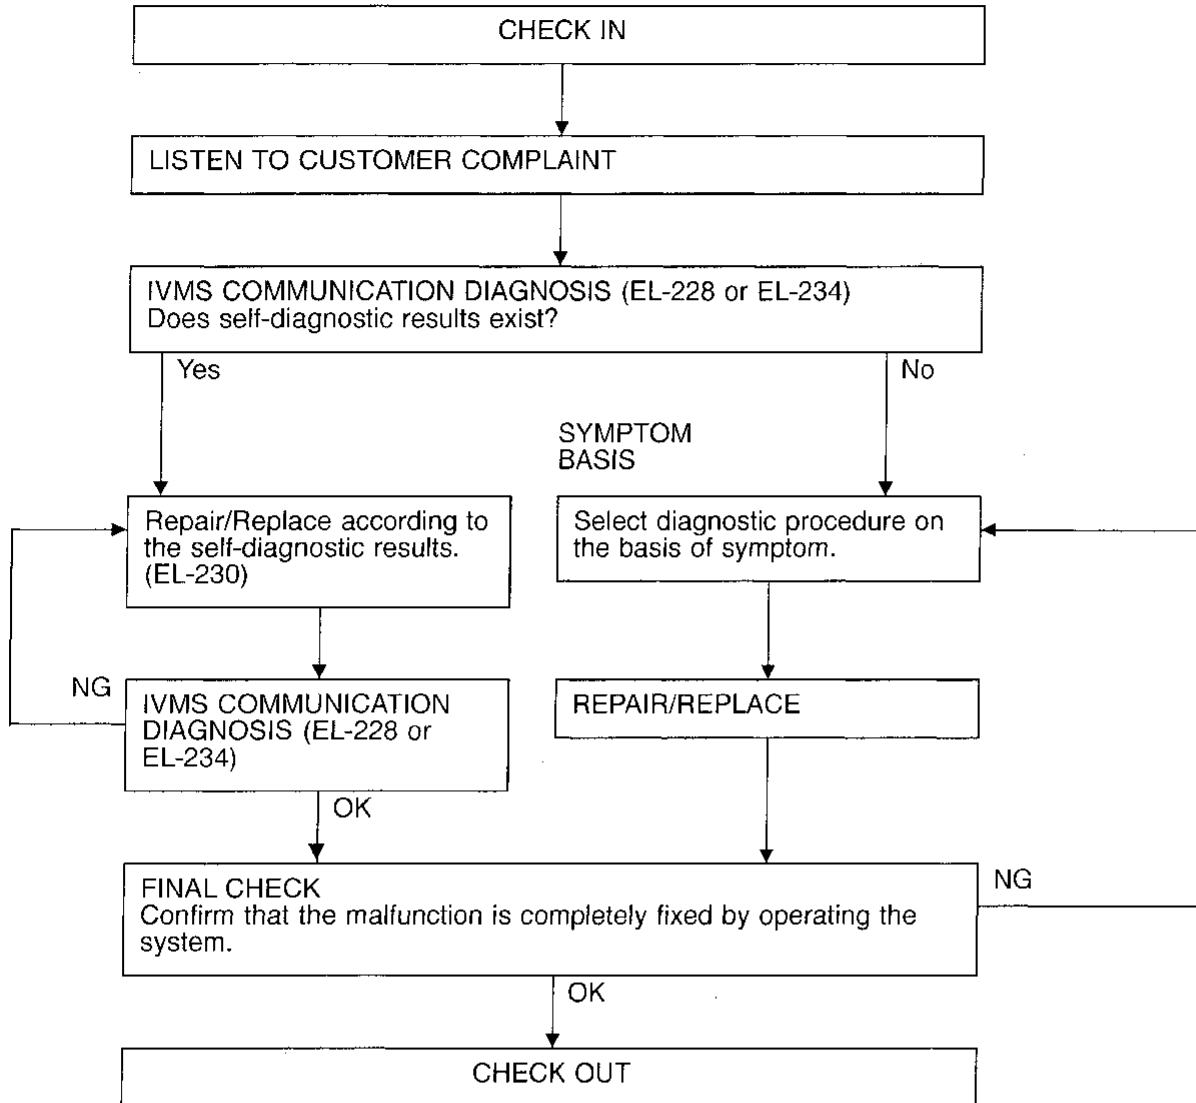 CHECK IN
LISTEN TO CUSTOMER COMPLAINT
IVMS COMMUNICATION DIAGNOSIS (EL-228 or EL-234)
Does self-diagnostic results exist?
Yes
No
SYMPTOM
BASIS
Repair/Replace according to
the self-diagnostic results.
(EL-230)
Select diagnostic procedure on
the basis of symptom.
NG
IVMS COMMUNICATION
DIAGNOSIS (EL-228 or
EL-234)
REPAIR/REPLACE
OK
FINAL CHECK
Confirm that the malfunction is completely fixed by operating the
system.
NG
OK
CHECK OUT